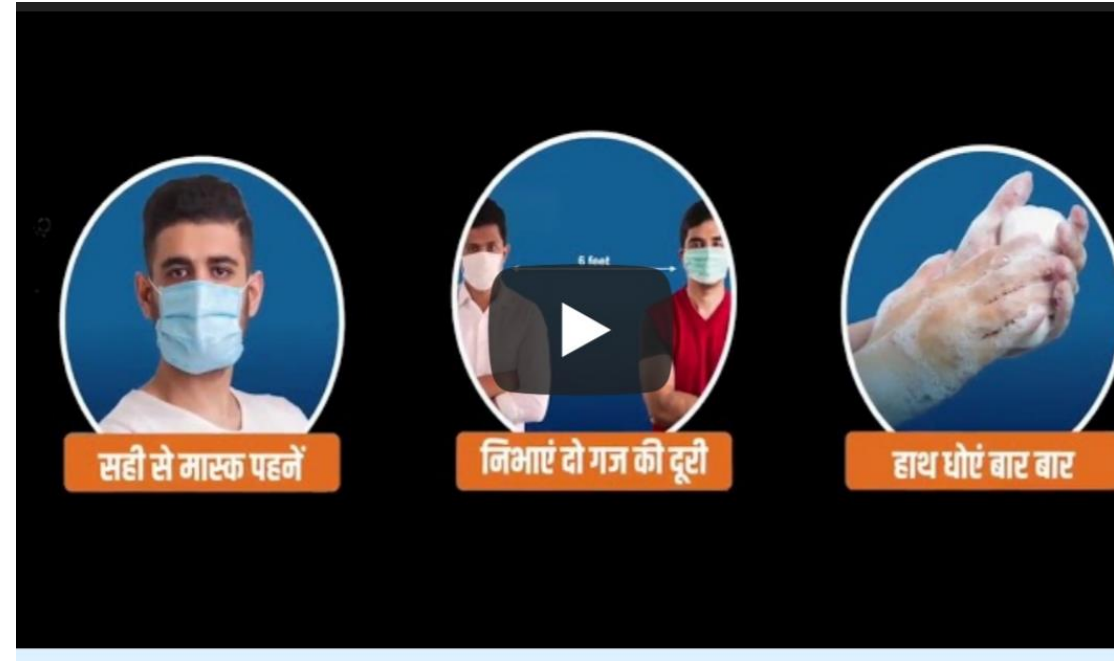 6 feet
सही से मास्क पहनें
निभाएं दो गज की दूरी
हाथ धोएं बार बार